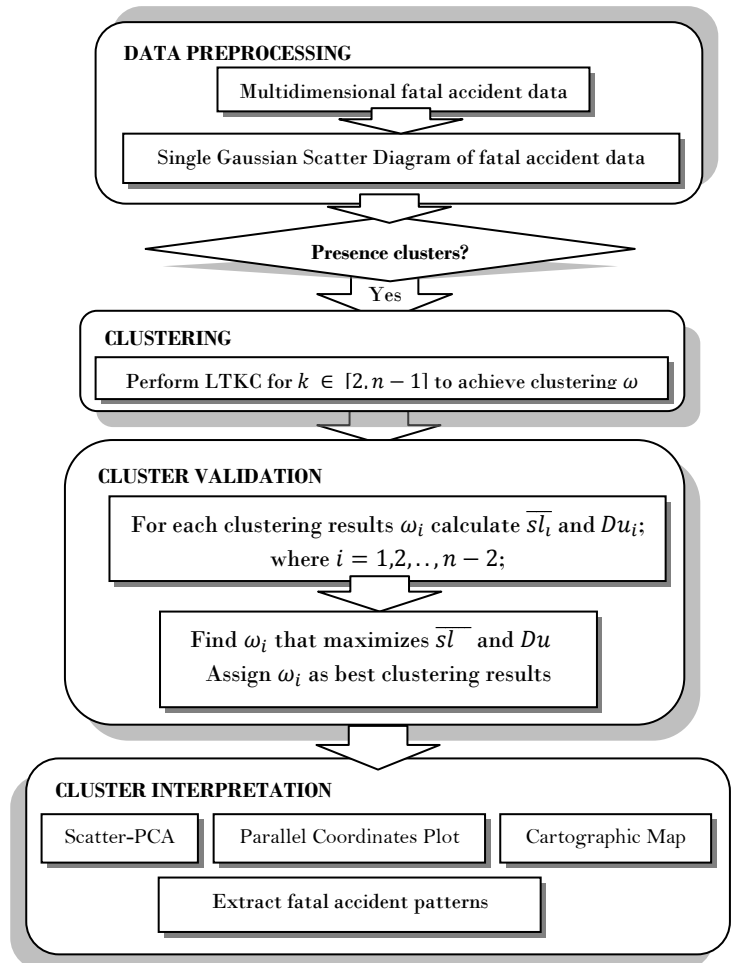 DATA PREPROCESSING
Multidimensional fatal accident data
Single Gaussian Scatter Diagram of fatal accident data
Presence clusters?
Yes
CLUSTERING
Perform LTKC for k ∈ [2, n − 1] to achieve clustering ω
CLUSTER VALIDATION
For each clustering results ωᵢ calculate s̅l̅ᵢ and Duᵢ;
where i = 1,2, . . , n − 2;
Find ωᵢ that maximizes s̅l̅ and Du
Assign ωᵢ as best clustering results
CLUSTER INTERPRETATION
Scatter-PCA
Parallel Coordinates Plot
Cartographic Map
Extract fatal accident patterns